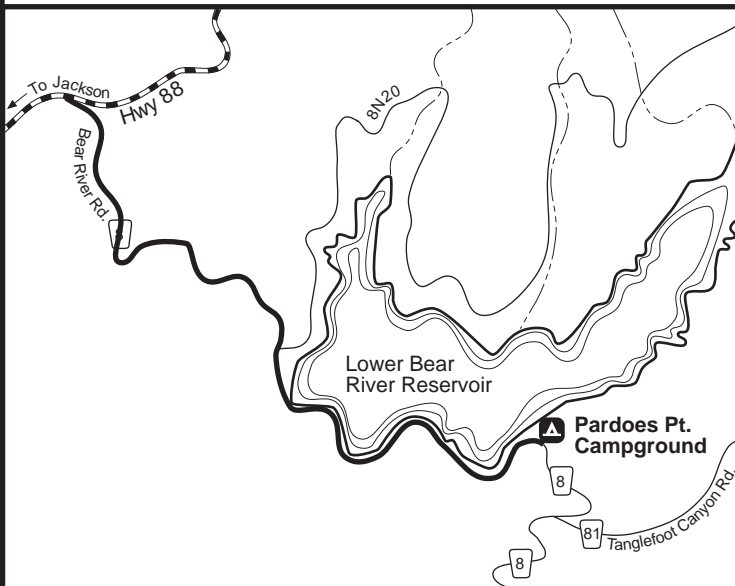 To Jackson
Hwy 88
Bear River Rd.
8N20
Lower Bear
River Reservoir
Pardoes Pt.
Campground
8
81
Tanglefoot Canyon Rd.
8